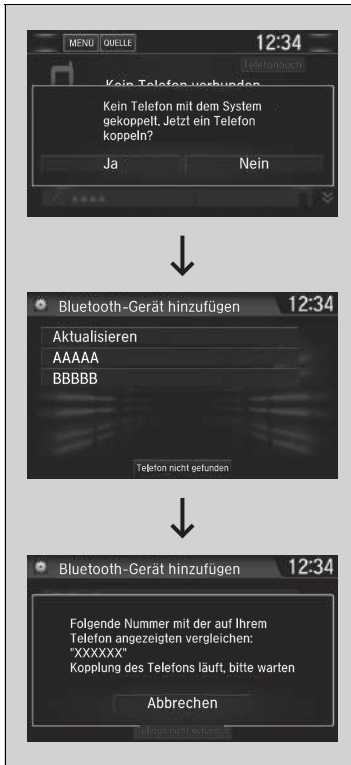 MENÜ QUELLE 12:34
Telefonbuch
Kein Telefon verbunden
Kein Telefon mit dem System
gekoppelt. Jetzt ein Telefon
koppeln?
Ja Nein
Bluetooth-Gerät hinzufügen 12:34
Aktualisieren
AAAAA
BBBBB
Telefon nicht gefunden
Bluetooth-Gerät hinzufügen 12:34
Folgende Nummer mit der auf Ihrem
Telefon angezeigten vergleichen:
"XXXXXX"
Kopplung des Telefons läuft, bitte warten
Abbrechen
Telefon nicht gefunden